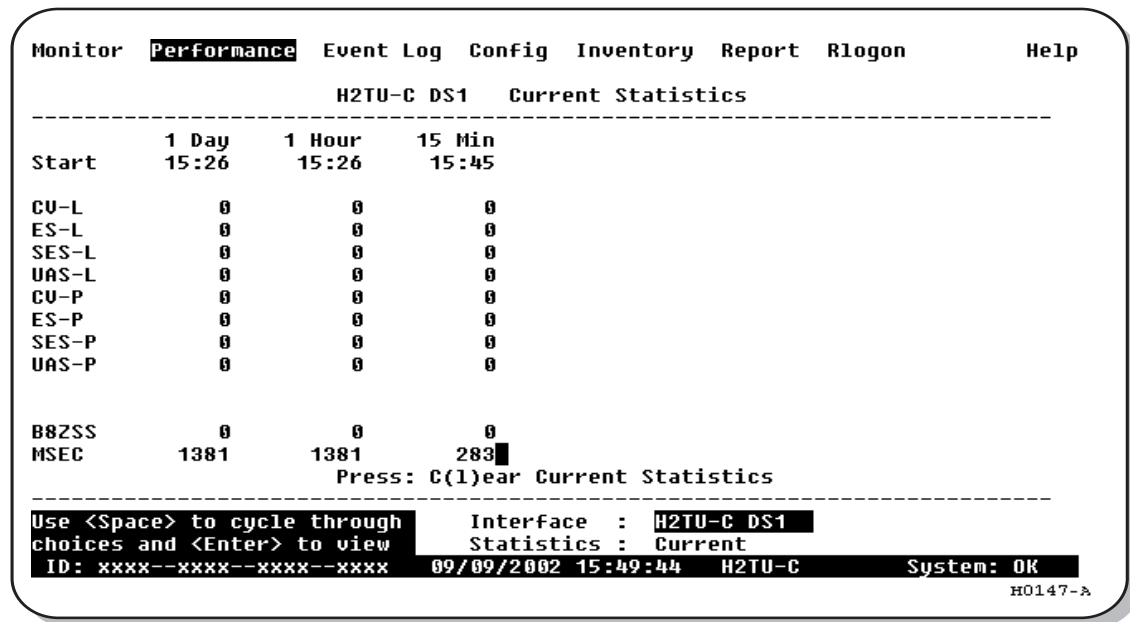 Monitor Performance Event Log Config Inventory Report Rlogon Help
H2TU-C DS1 Current Statistics
1 Day 1 Hour 15 Min
Start 15:26 15:26 15:45
CV-L 0 0 0
ES-L 0 0 0
SES-L 0 0 0
UAS-L 0 0 0
CV-P 0 0 0
ES-P 0 0 0
SES-P 0 0 0
UAS-P 0 0 0
B8ZSS 0 0 0
MSEC 1381 1381 283
Press: C(l)ear Current Statistics
Use <Space> to cycle through Interface : H2TU-C DS1
choices and <Enter> to view Statistics : Current
ID: xxxx--xxxx--xxxx--xxxx 09/09/2002 15:49:44 H2TU-C System: OK
H0147-A